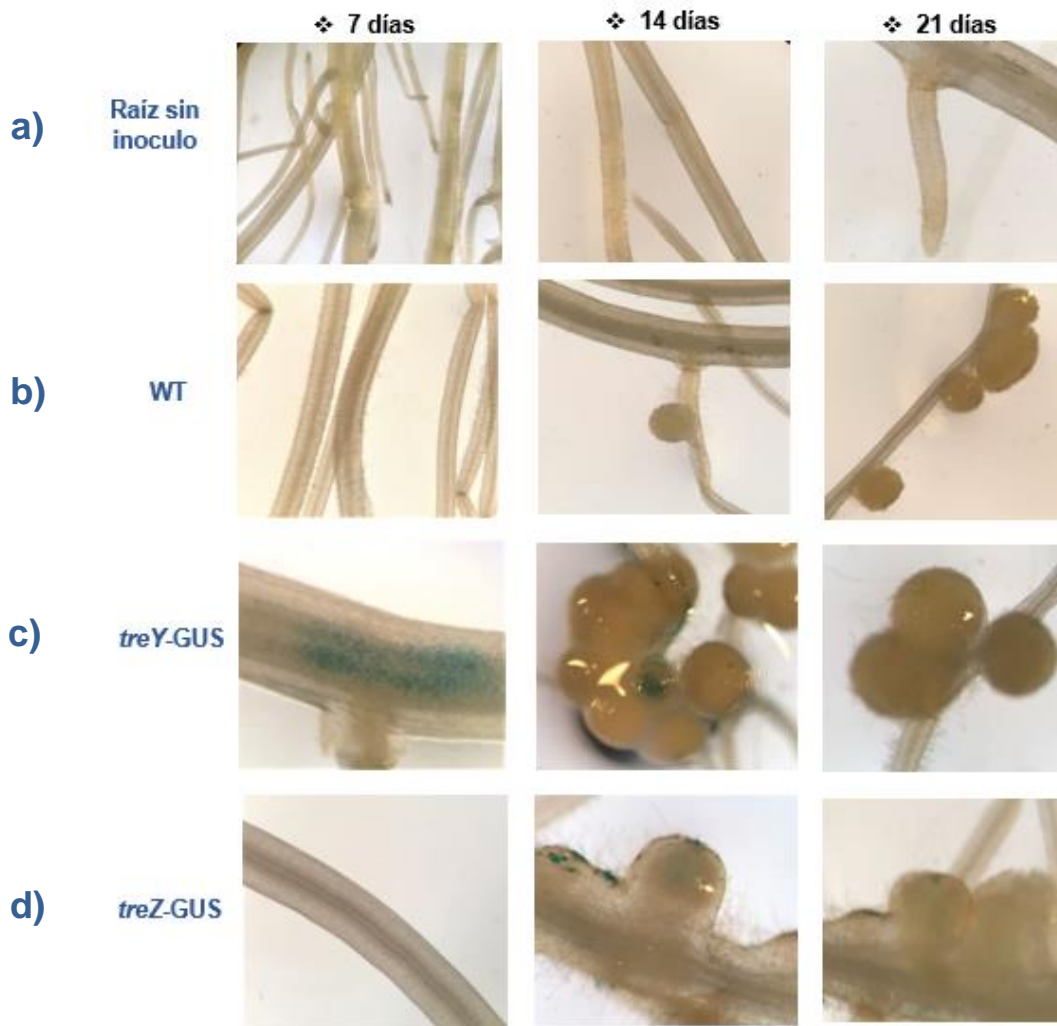 ❖ 7 días
❖ 14 días
❖ 21 días
a)
Raíz sin
inoculo
b)
WT
c)
treY-GUS
d)
treZ-GUS